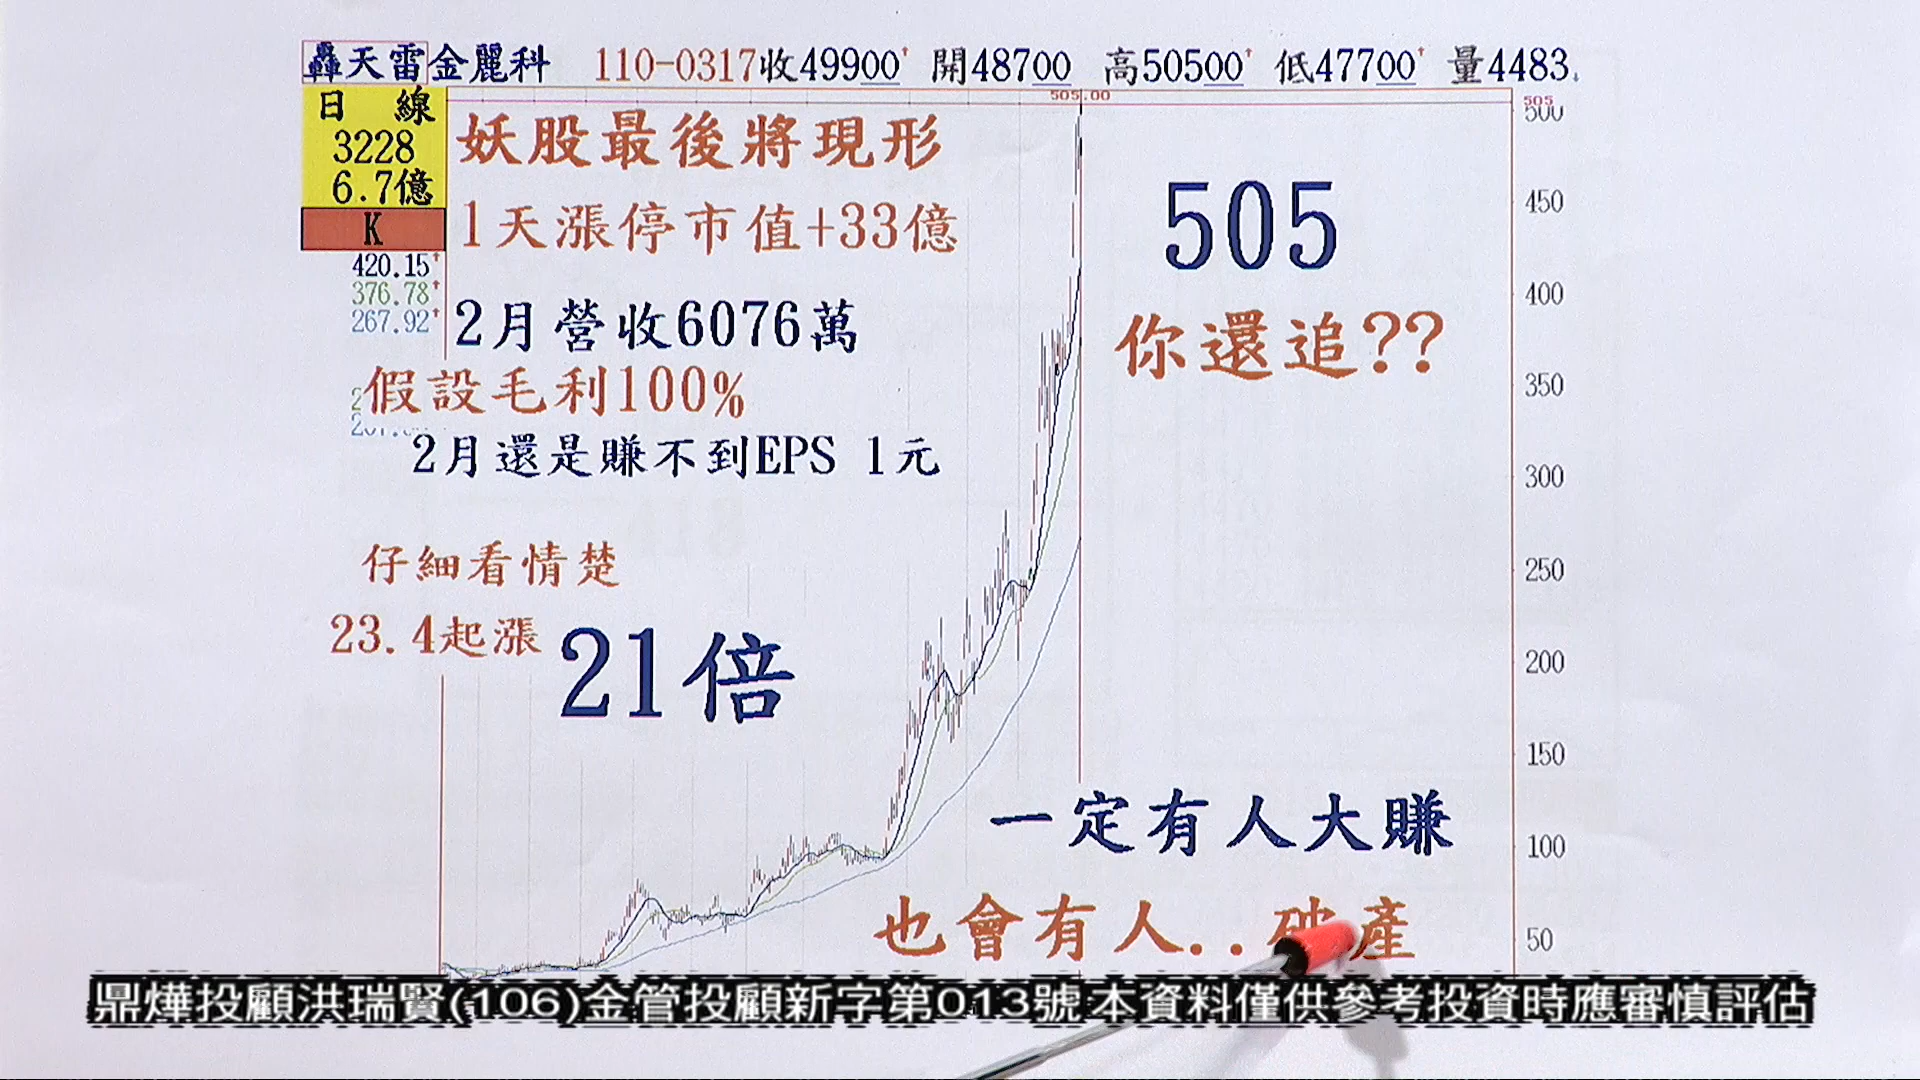 轟天雷金麗科 110-0317收49900↑ 開48700 高50500↑ 低47700↑ 量4483↓
日 線
3228
6.7億
K
420.15↑
376.78↑
267.92↑
505.00
505
500
450
400
350
300
250
200
150
100
50
妖股最後將現形
1天漲停市值+33億
2月營收6076萬
假設毛利100%
2月還是賺不到EPS 1元
仔細看情楚
23.4起漲 21倍
505
你還追??
一定有人大賺
也會有人..破產
鼎燁投顧洪瑞賢(106)金管投顧新字第013號本資料僅供參考投資時應審慎評估